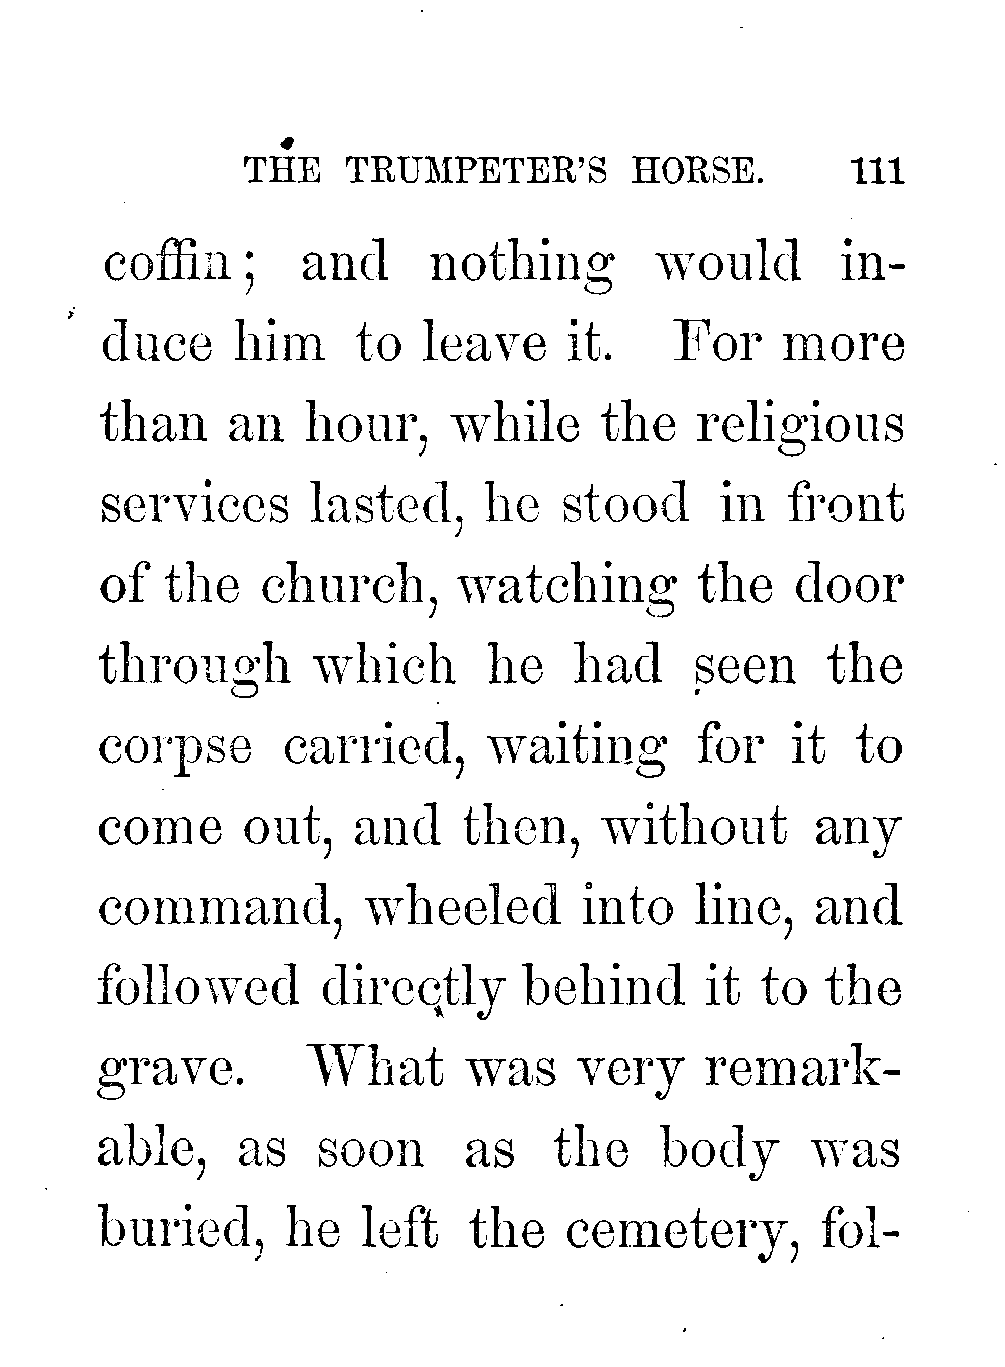 THE TRUMPETER'S HORSE. 111
coffin; and nothing would in-
duce him to leave it. For more
than an hour, while the religious
services lasted, he stood in front
of the church, watching the door
through which he had seen the
corpse carried, waiting for it to
come out, and then, without any
command, wheeled into line, and
followed directly behind it to the
grave. What was very remark-
able, as soon as the body was
buried, he left the cemetery, fol-